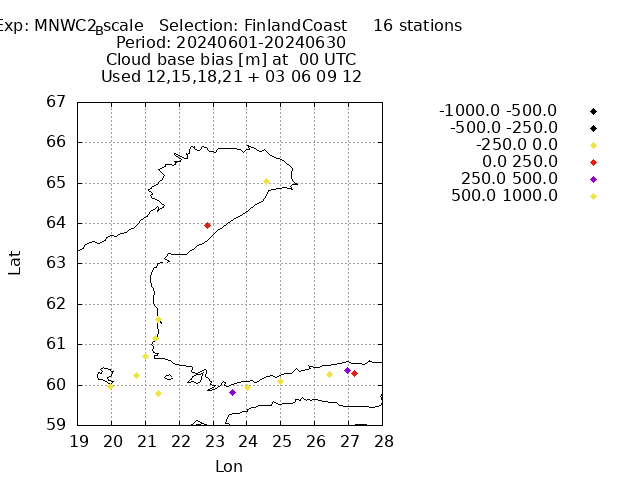 Exp: MNWC2Bscale   Selection: FinlandCoast     16 stations
Period: 20240601-20240630
Cloud base bias [m] at  00 UTC
Used 12,15,18,21 + 03 06 09 12
-1000.0 -500.0
-500.0 -250.0
-250.0 0.0
0.0 250.0
250.0 500.0
500.0 1000.0
67
66
65
64
63
62
61
60
59
Lat
19 20 21 22 23 24 25 26 27 28
Lon